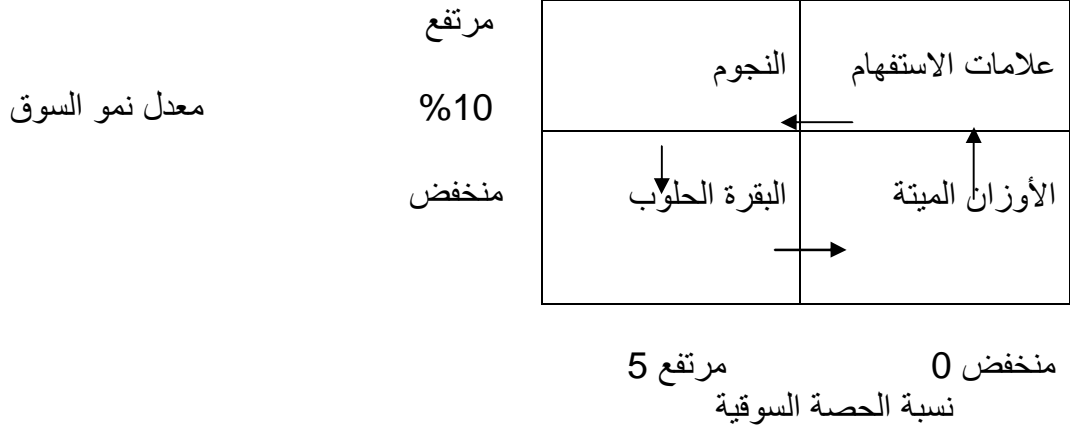 مرتفع
علامات الاستفهام
النجوم
10%
معدل نمو السوق
الأوزان الميتة
البقرة الحلوب
منخفض
منخفض 0
مرتفع 5
نسبة الحصة السوقية